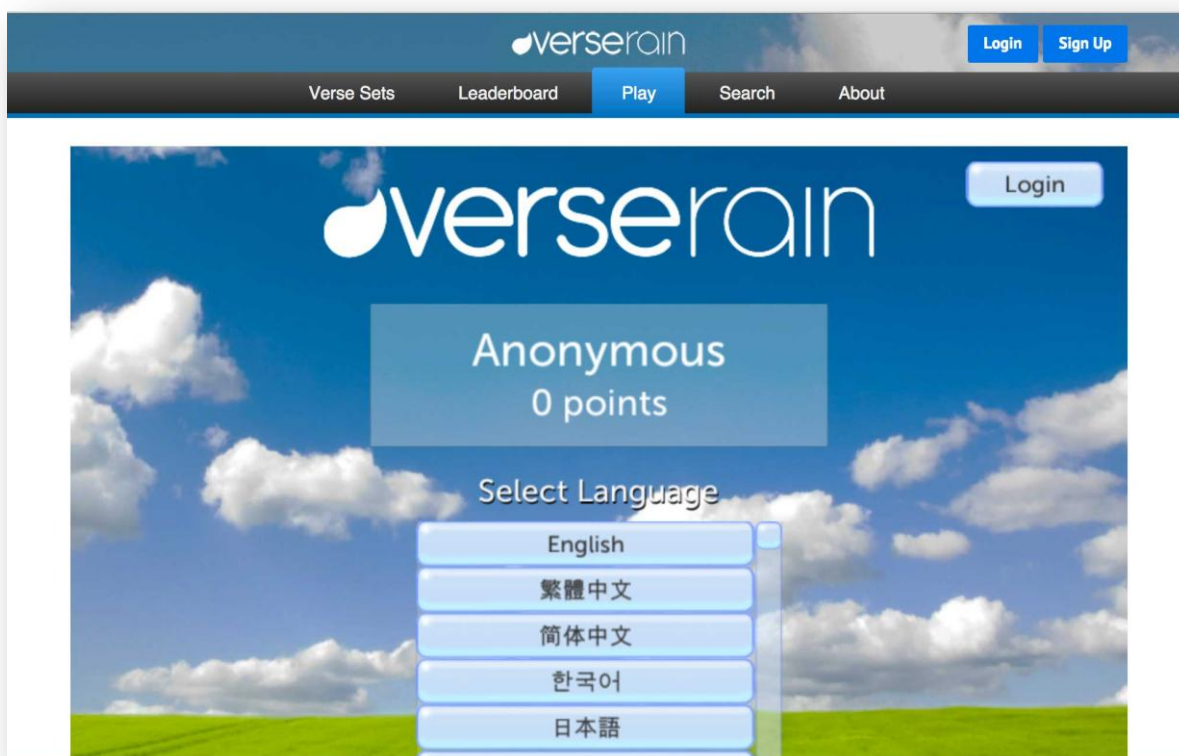 verserain
Login Sign Up
Verse Sets Leaderboard Play Search About
verserain
Login
Anonymous
0 points
Select Language
English
繁體中文
简体中文
한국어
日本語